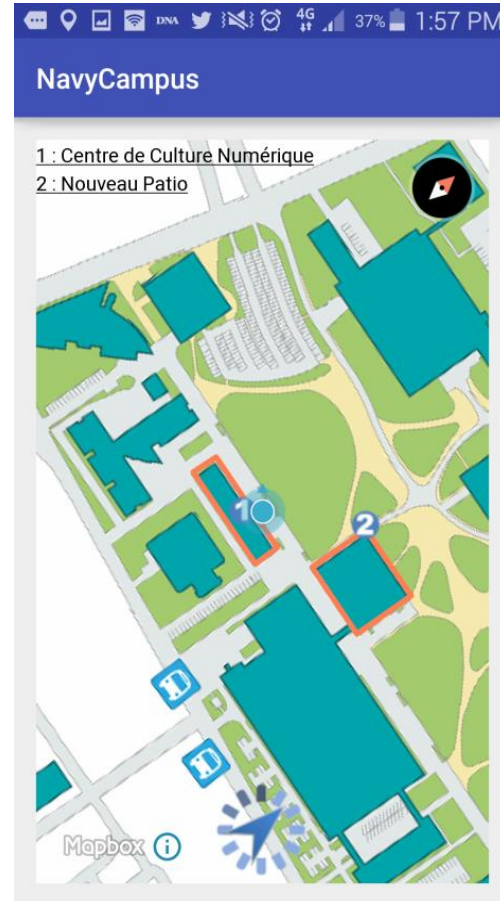 DNA 4G 37% 1:57 PM
NavyCampus
1 : Centre de Culture Numérique
2 : Nouveau Patio
1
2
Mapbox i